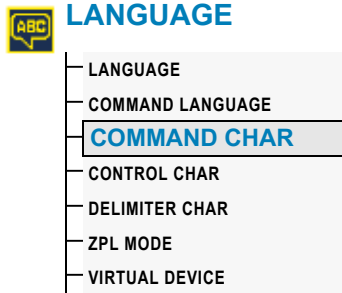 ABC
LANGUAGE
LANGUAGE
COMMAND LANGUAGE
COMMAND CHAR
CONTROL CHAR
DELIMITER CHAR
ZPL MODE
VIRTUAL DEVICE